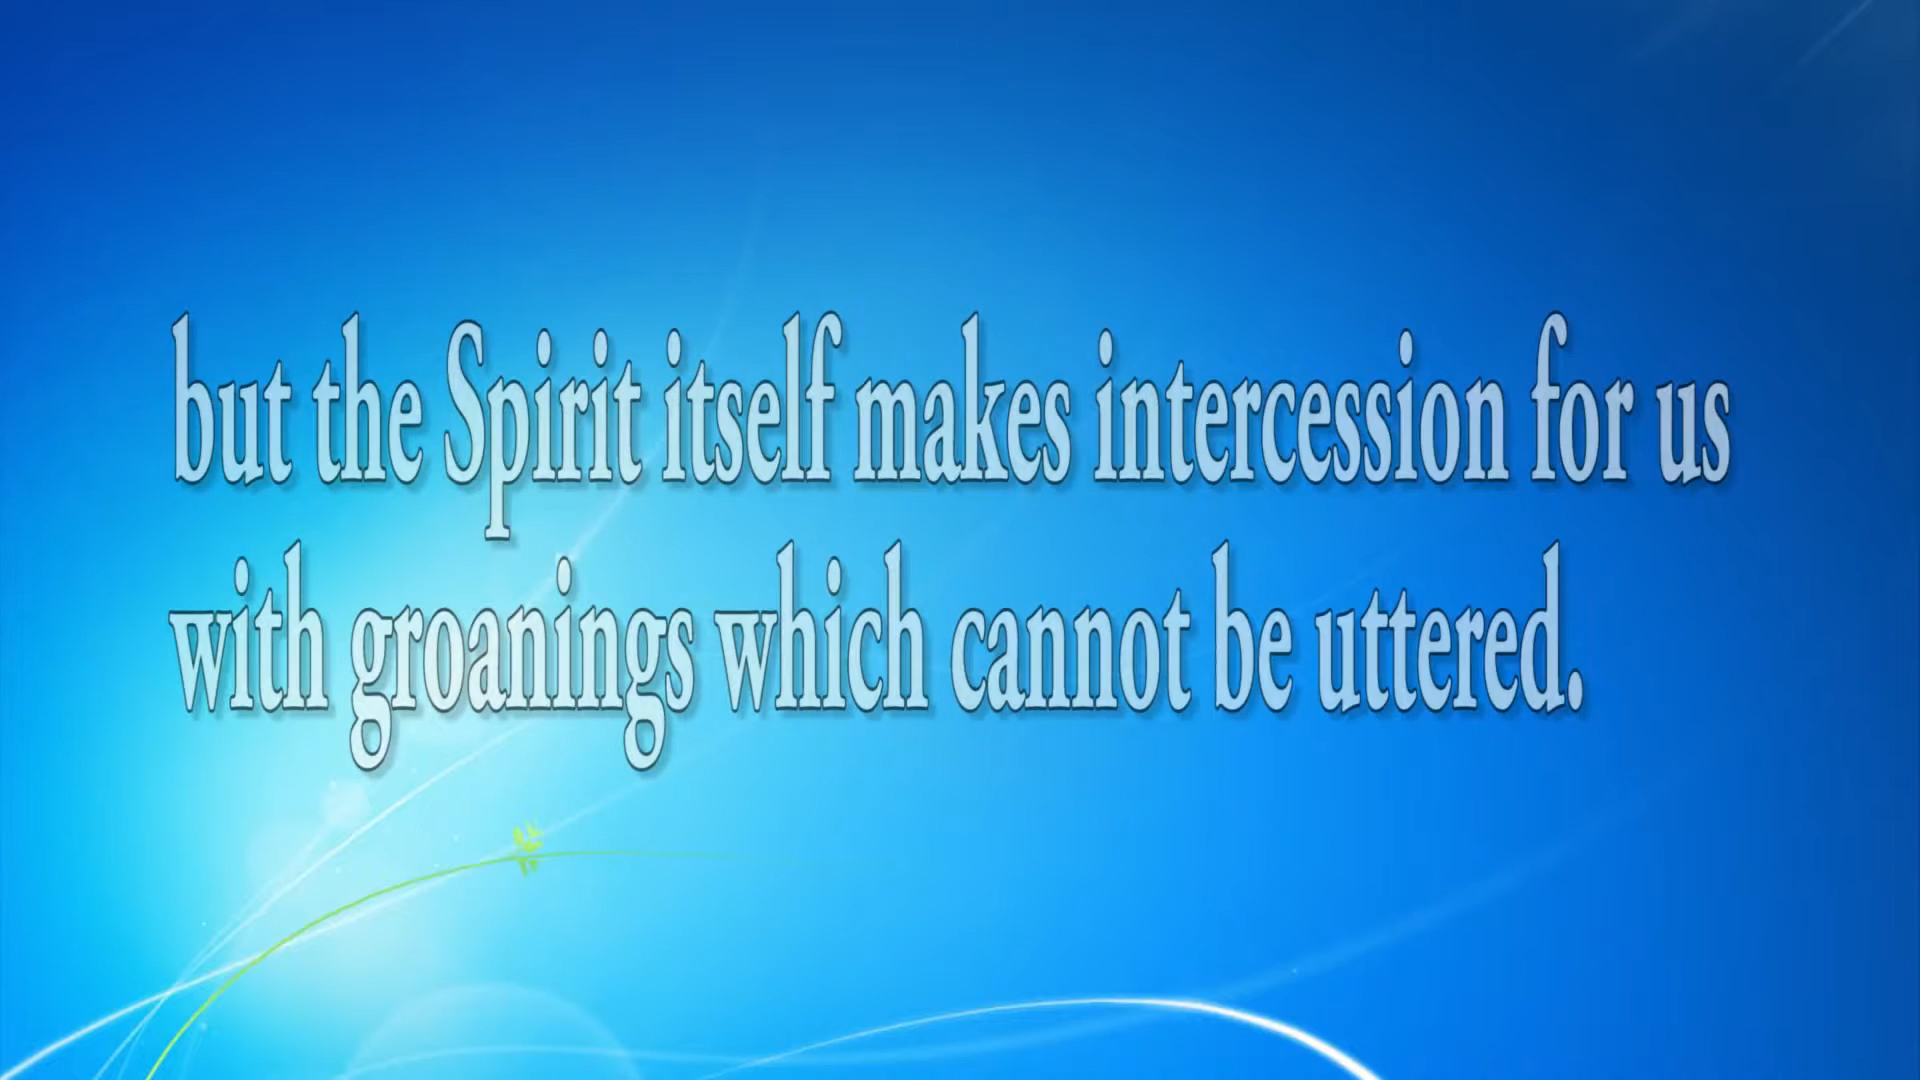 but the Spirit itself makes intercession for us
with groanings which cannot be uttered.